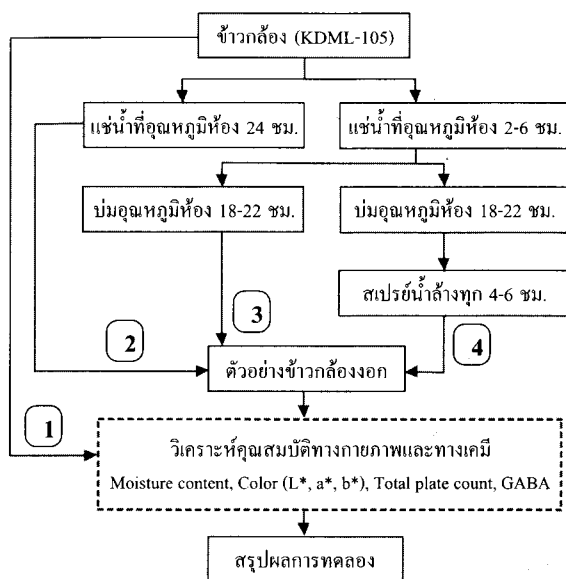 ข้าวกล้อง (KDML-105)
แช่น้ำที่อุณหภูมิห้อง 24 ชม.
แช่น้ำที่อุณหภูมิห้อง 2-6 ชม.
บ่มอุณหภูมิห้อง 18-22 ชม.
บ่มอุณหภูมิห้อง 18-22 ชม.
สเปรย์น้ำล้างทุก 4-6 ชม.
3
2
4
ตัวอย่างข้าวกล้องงอก
1
วิเคราะห์คุณสมบัติทางกายภาพและทางเคมี
Moisture content, Color (L*, a*, b*), Total plate count, GABA
สรุปผลการทดลอง